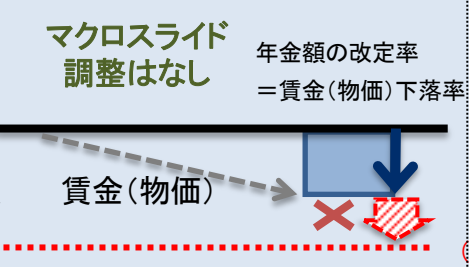 マクロスライド
調整はなし
年金額の改定率
＝賃金（物価）下落率
賃金（物価）